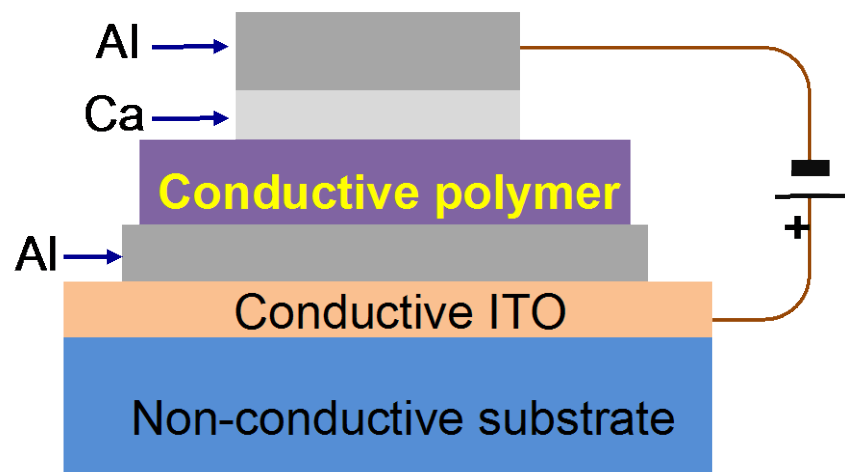 Al
Ca
Conductive polymer
+
Al
Conductive ITO
Non-conductive substrate